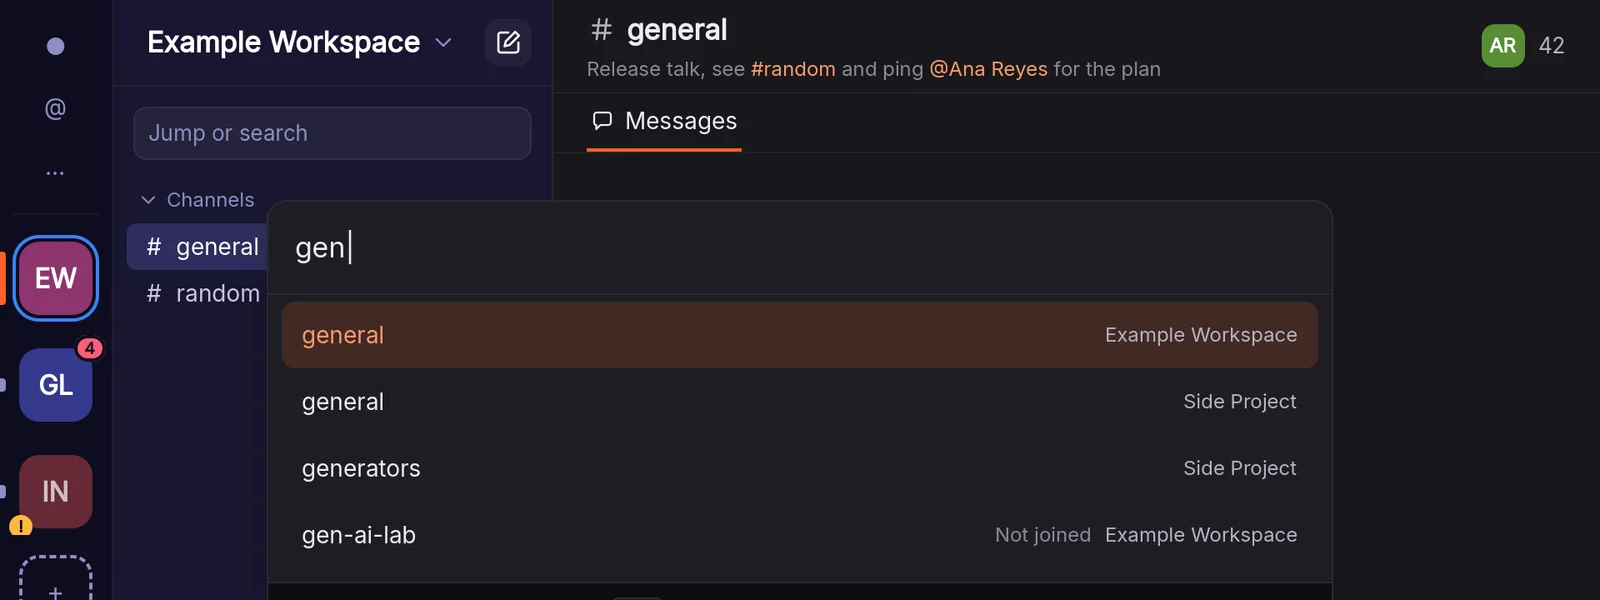 @
...
EW
4
GL
IN
!
+
Example Workspace
Jump or search
Channels
# general
# random
# general
Release talk, see #random and ping @Ana Reyes for the plan
AR 42
Messages
gen
general Example Workspace
general Side Project
generators Side Project
gen-ai-lab Not joined Example Workspace